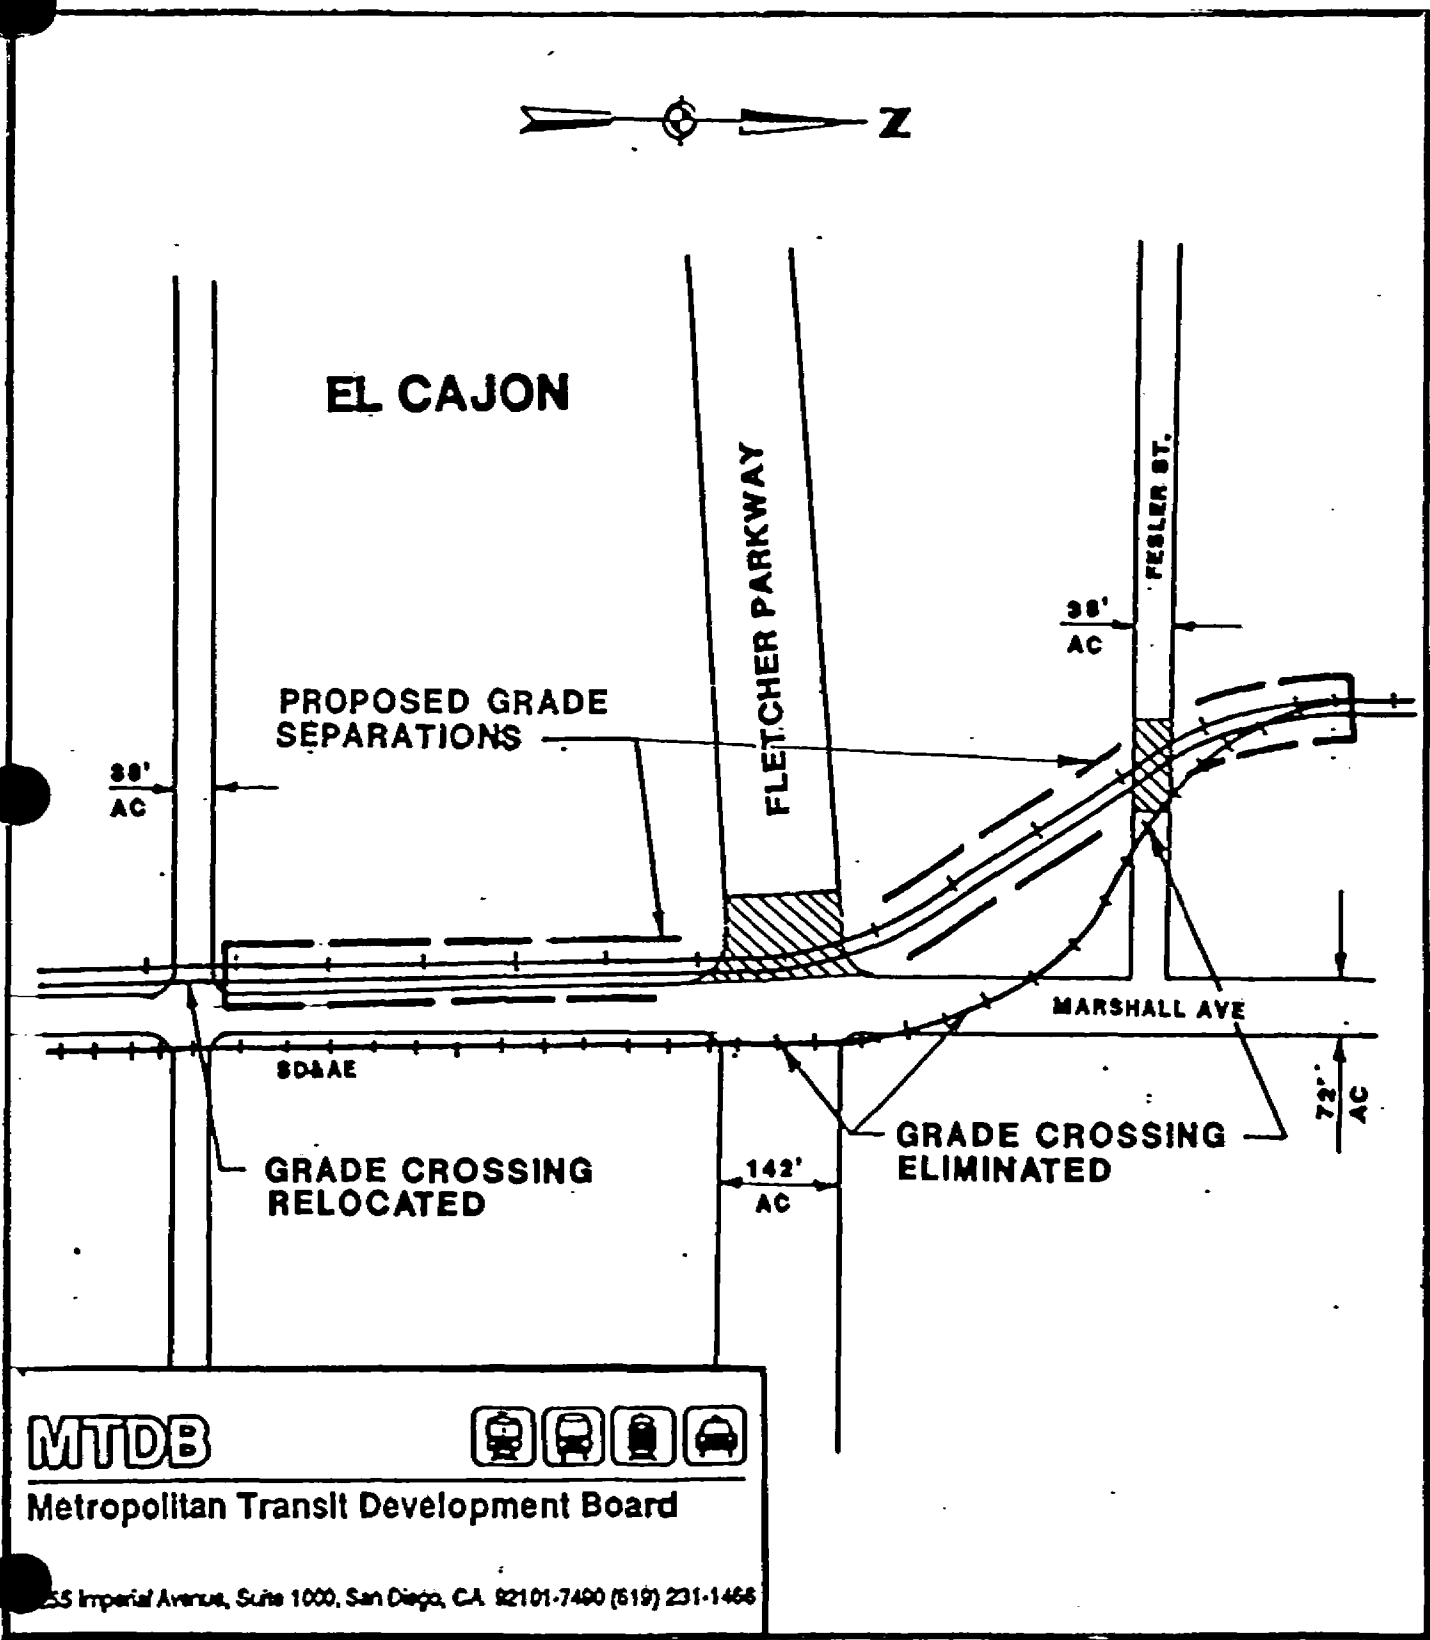 Z
EL CAJON
FLETCHER PARKWAY
FESLER ST.
38'
AC
PROPOSED GRADE
SEPARATIONS
38'
AC
MARSHALL AVE
SD&AE
72'
AC
GRADE CROSSING
ELIMINATED
142'
AC
GRADE CROSSING
RELOCATED
MTDB
Metropolitan Transit Development Board
Imperial Avenue, Suite 1000, San Diego, CA 92101-7490 (619) 231-1466